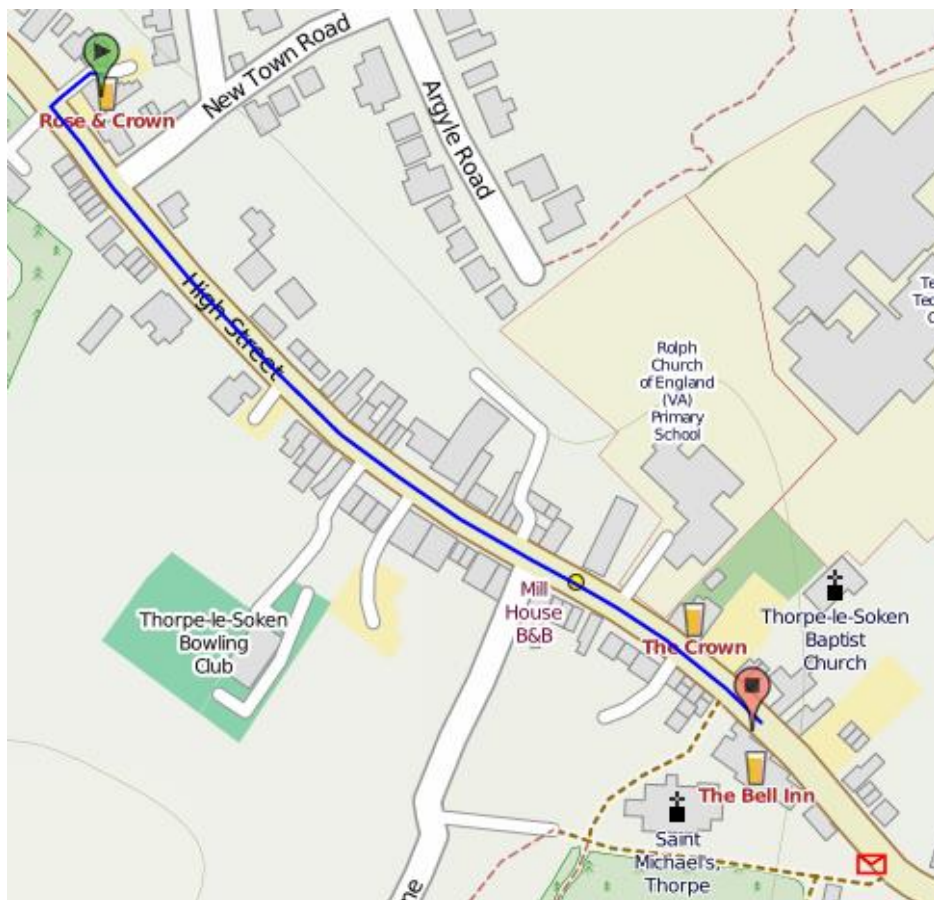 New Town Road
Argyle Road
Rose & Crown
High Street
Rolph
Church
of England
(VA)
Primary
School
Mill
House
B&B
The Crown
Thorpe-le-Soken
Baptist
Church
Thorpe-le-Soken
Bowling
Club
The Bell Inn
Saint
Michael's,
Thorpe